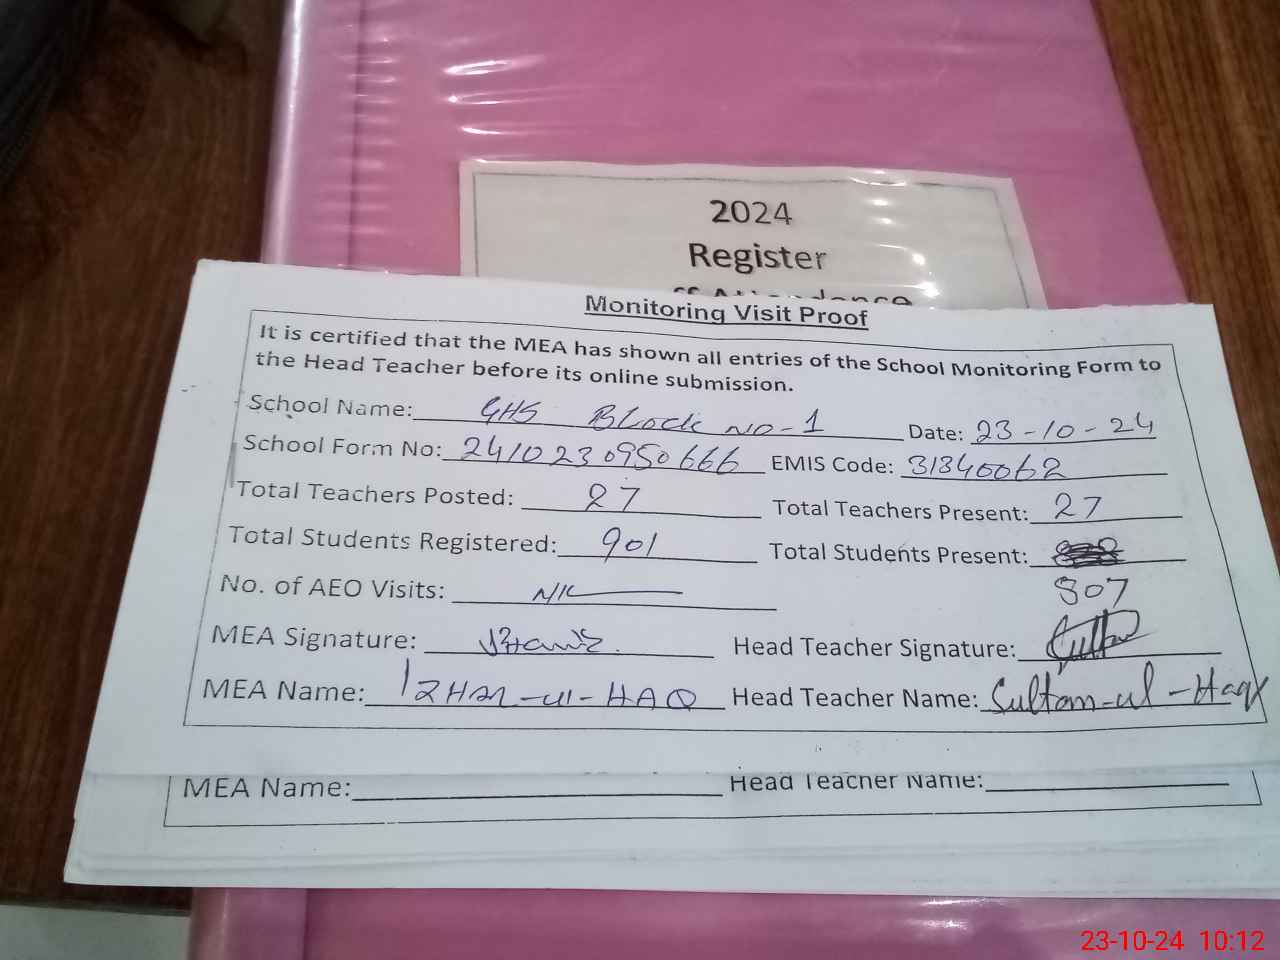 2024
Register
Monitoring Visit Proof
It is certified that the MEA has shown all entries of the School Monitoring Form to
the Head Teacher before its online submission.
School Name: GHS Block no-1 Date: 23-10-24
School Form No: 2410230950666 EMIS Code: 31340062
Total Teachers Posted: 27 Total Teachers Present: 27
Total Students Registered: 901 Total Students Present:
807
No. of AEO Visits: Nil
MEA Signature: Head Teacher Signature:
MEA Name: IZHAR-ul-HAQ Head Teacher Name: Sultan-ul-Haq
MEA Name: Head Teacher Name:
23-10-24 10:12